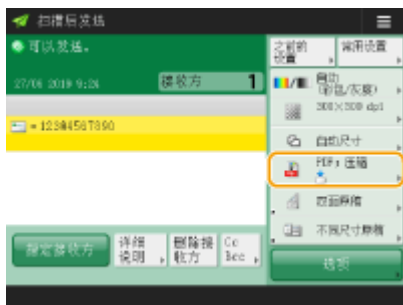 扫描后发送
可以发送。
27/06 2019 9:24
接收方 1
=1234567890
指定接收方
详细
说明
删除接
收方
Cc
Bcc
之前的
设置
常用设置
自动
(彩色/灰度)
300×300 dpi
自动尺寸
PDF; 压缩
双面原稿
不同尺寸原稿
选项